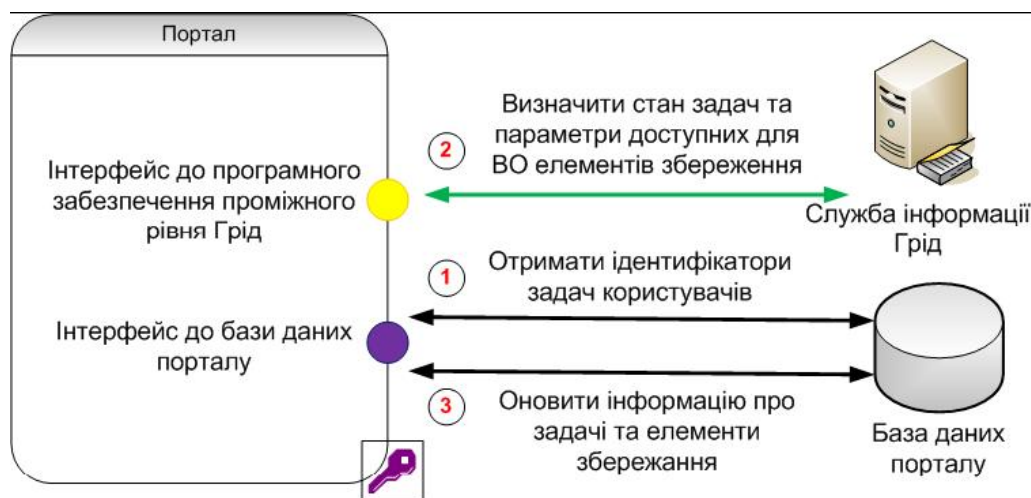 Портал
Визначити стан задач та
параметри доступних для
ВО елементів збереження
2
Інтерфейс до програмного
забезпечення проміжного
рівня Грід
Служба інформації
Грід
1
Отримати ідентифікатори
задач користувачів
Інтерфейс до бази даних
порталу
3
Оновити інформацію про
задачі та елементи
збережання
База даних
порталу